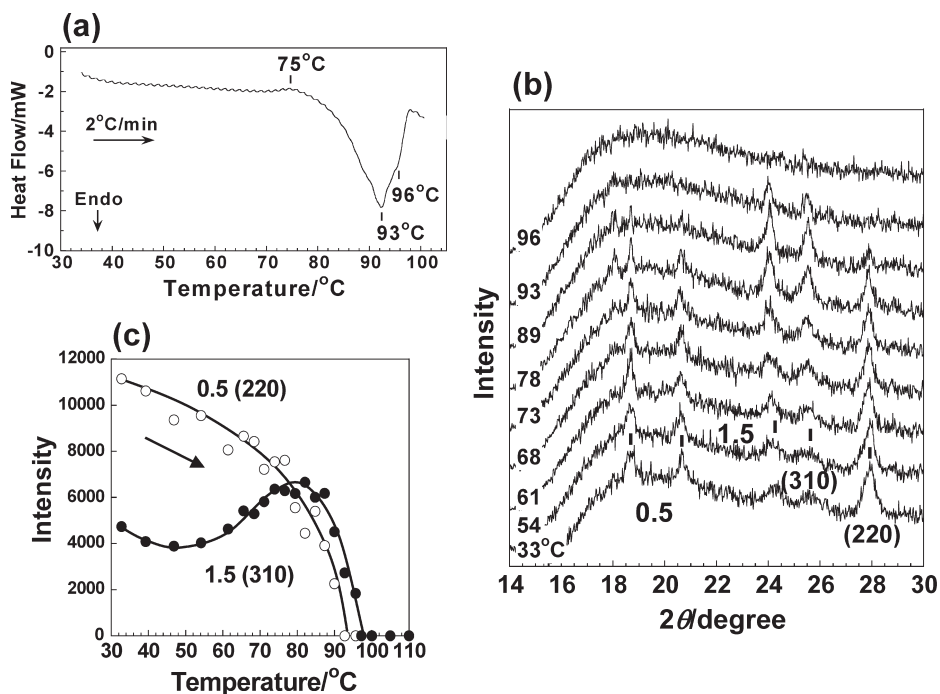 (a)
0
-2
-4
-6
-8
-10
Heat Flow/mW
75°C
2°C/min
Endo
96°C
93°C
30 40 50 60 70 80 90 100
Temperature/°C
(b)
Intensity
96
93
89
78
73
68
61
54
33°C
1.5
(310)
0.5
(220)
14 16 18 20 22 24 26 28 30
2θ/degree
(c)
12000
10000
8000
6000
4000
2000
0
Intensity
0.5 (220)
1.5 (310)
30 40 50 60 70 80 90 100 110
Temperature/°C